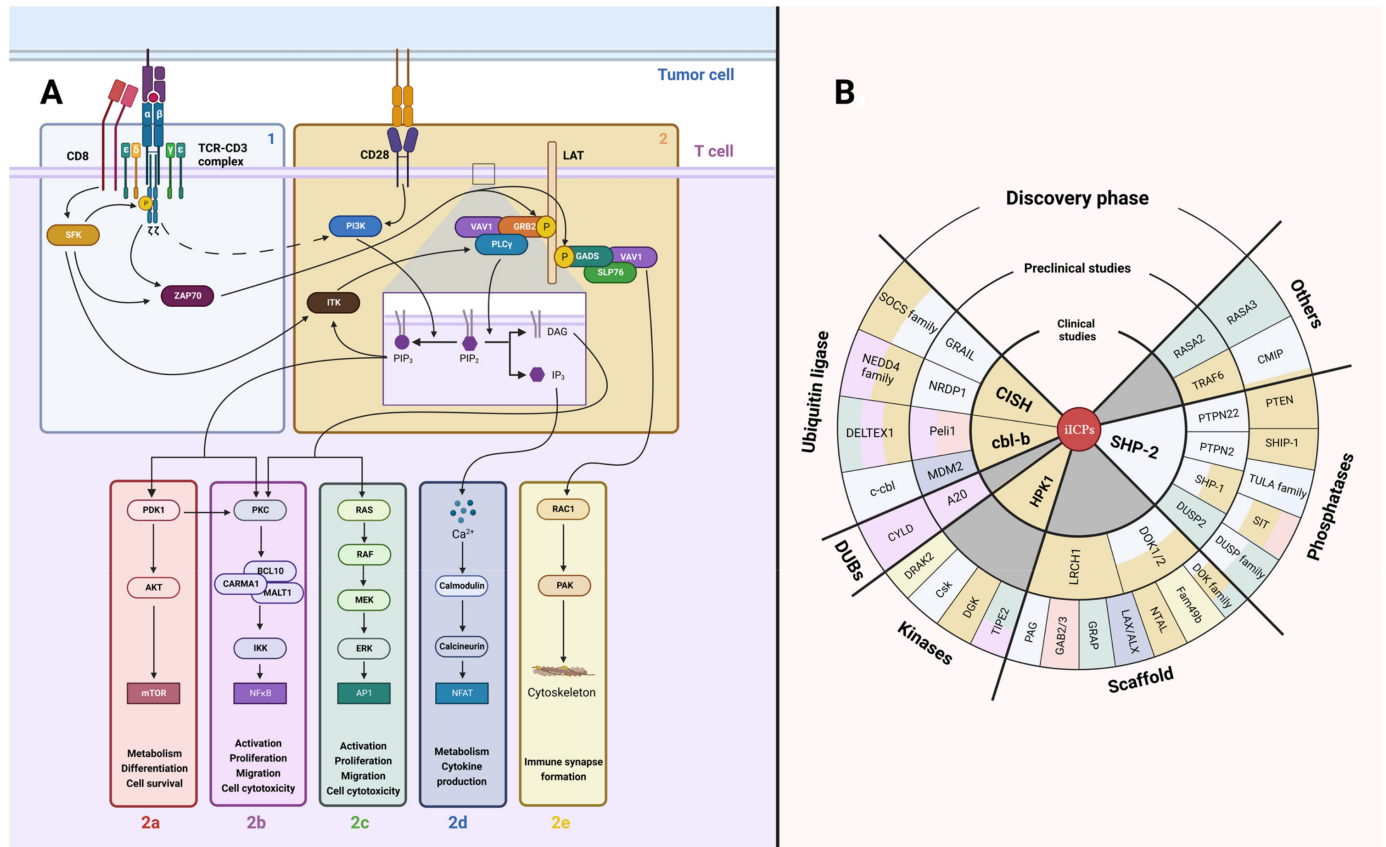 A
Tumor cell
1
2
α β
CD8
TCR-CD3
complex
ε δ
γ ε
CD28
LAT
T cell
P
ζζ
SFK
ZAP70
PI3K
ITK
VAV1
GRB2
P
PLCγ
P
GADS
VAV1
SLP76
DAG
PIP3
PIP2
IP3
PDK1
AKT
mTOR
Metabolism
Differentiation
Cell survival
2a
PKC
BCL10
CARMA1
MALT1
IKK
NFκB
Activation
Proliferation
Migration
Cell cytotoxicity
2b
RAS
RAF
MEK
ERK
AP1
Activation
Proliferation
Migration
Cell cytotoxicity
2c
Ca2+
Calmodulin
Calcineurin
NFAT
Metabolism
Cytokine
production
2d
RAC1
PAK
Cytoskeleton
Immune synapse
formation
2e
B
Discovery phase
Preclinical studies
Clinical
studies
iICPs
Others
RASA3
CMIP
RASA2
TRAF6
Phosphatases
PTEN
SHIP-1
TULA family
SIT
DUSP family
PTPN22
PTPN2
SHP-1
DUSP2
SHP-2
Scaffold
DOK family
Fam49b
NTAL
LAX/ALX
GRAP
GAB2/3
PAG
DOK1/2
LRCH1
Kinases
TIPE2
DGK
Csk
DRAK2
HPK1
DUBs
CYLD
A20
Ubiquitin ligase
c-cbl
DELTEX1
NEDD4
family
SOCS family
MDM2
Peli1
NRDP1
GRAIL
cbl-b
CISH